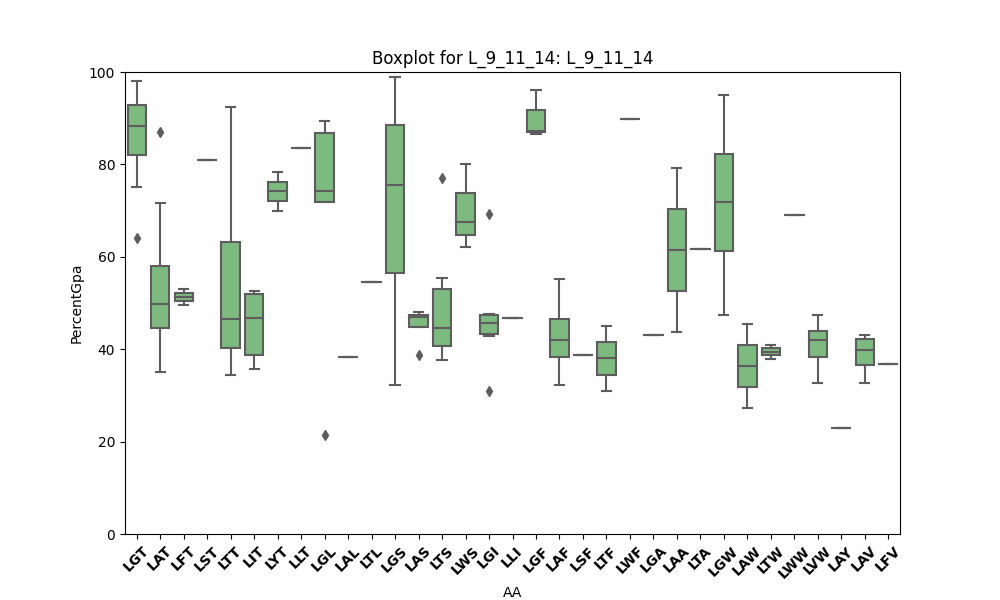 Boxplot for L_9_11_14: L_9_11_14
100
80
60
40
20
0
PercentGpa
LGT LAT LFT LST LTT LIT LYT LLT LGL LAL LTL LGS LAS LTS LWS LGI LLI LGF LAF LSF LTF LWF LGA LAA LTA LGW LAW LTW LWW LVW LAY LAV LFV
AA